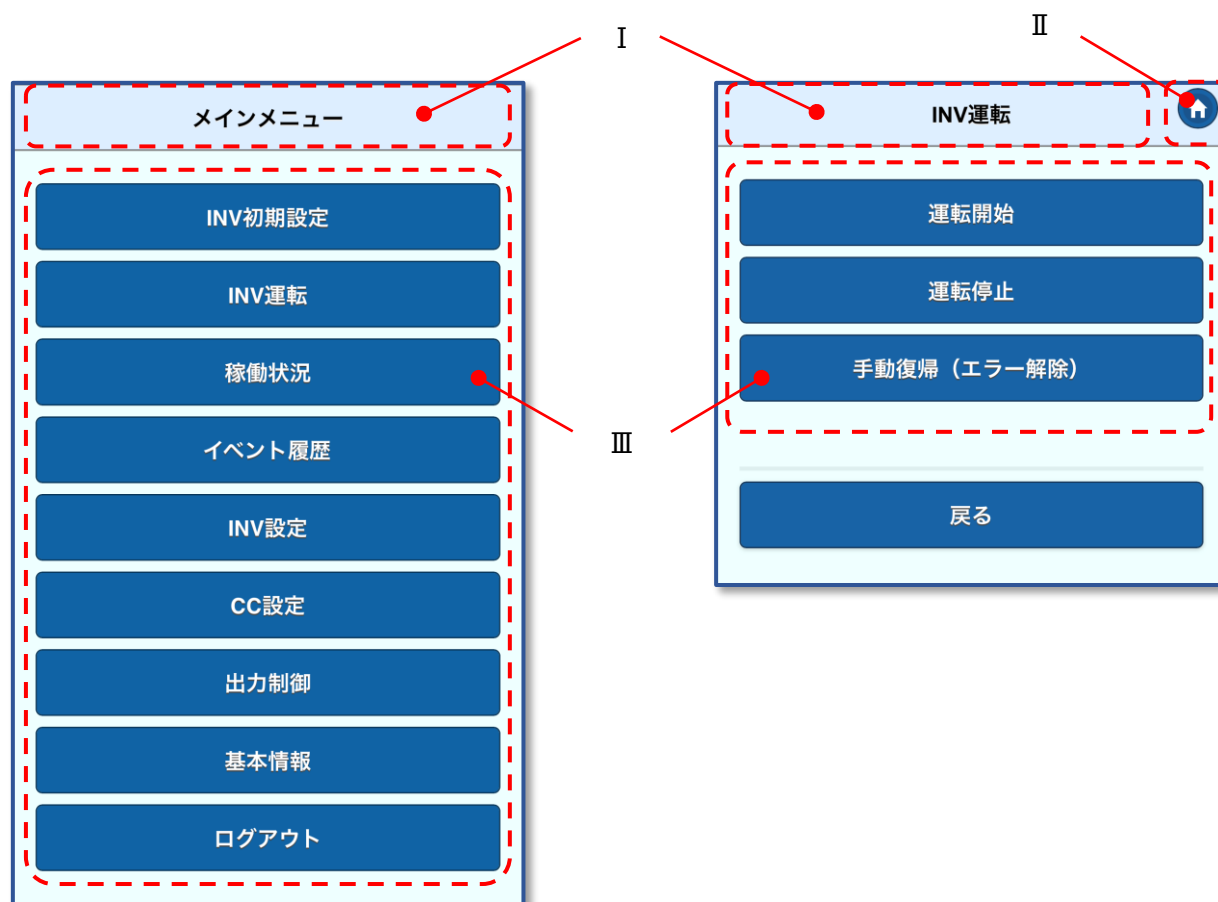 Ⅰ
Ⅱ
メインメニュー
INV初期設定
INV運転
稼働状況
イベント履歴
INV設定
CC設定
出力制御
基本情報
ログアウト
Ⅲ
INV運転
運転開始
運転停止
手動復帰（エラー解除）
戻る